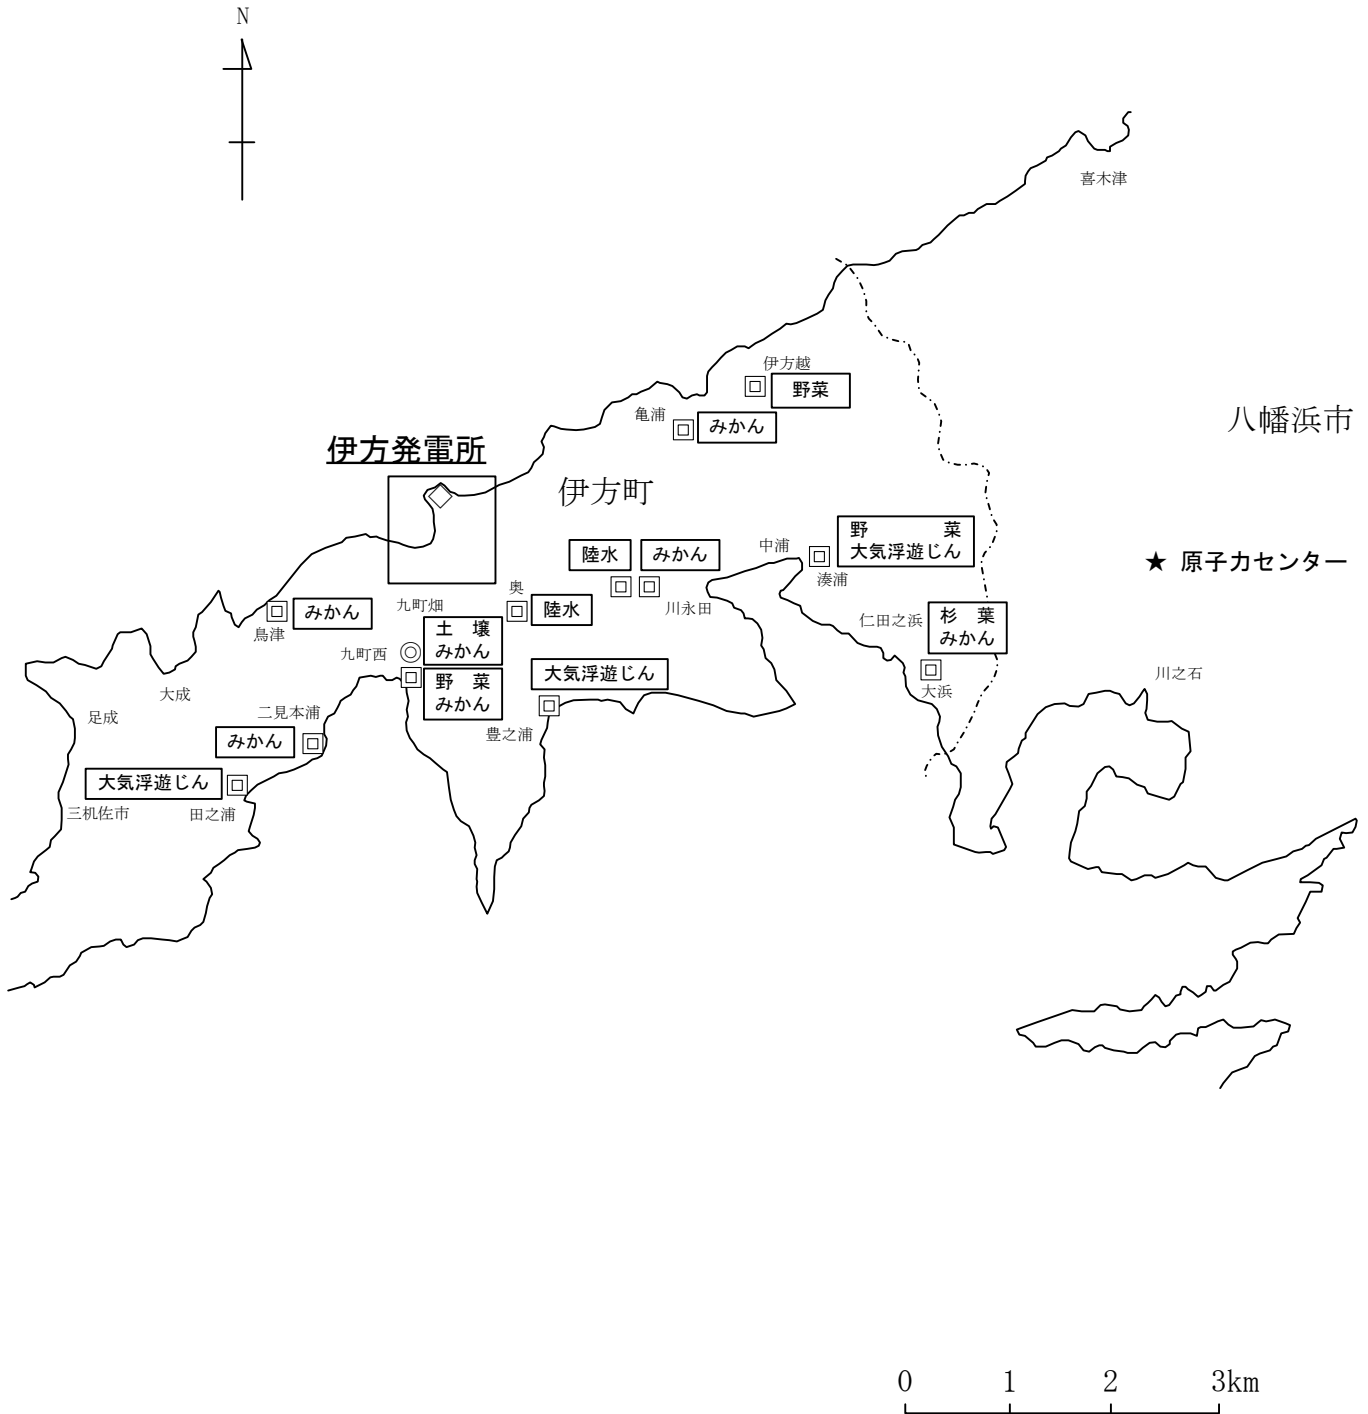 N
喜木津
伊方越
野菜
亀浦
みかん
八幡浜市
伊方発電所
伊方町
野　菜
大気浮遊じん
中浦
湊浦
陸水
みかん
川永田
★ 原子力センター
奥
陸水
九町畑
みかん
鳥津
土 壌
みかん
九町西
野 菜
みかん
仁田之浜
杉 葉
みかん
大浜
川之石
大気浮遊じん
豊之浦
大成
足成
二見本浦
みかん
大気浮遊じん
三机佐市
田之浦
0 1 2 3km